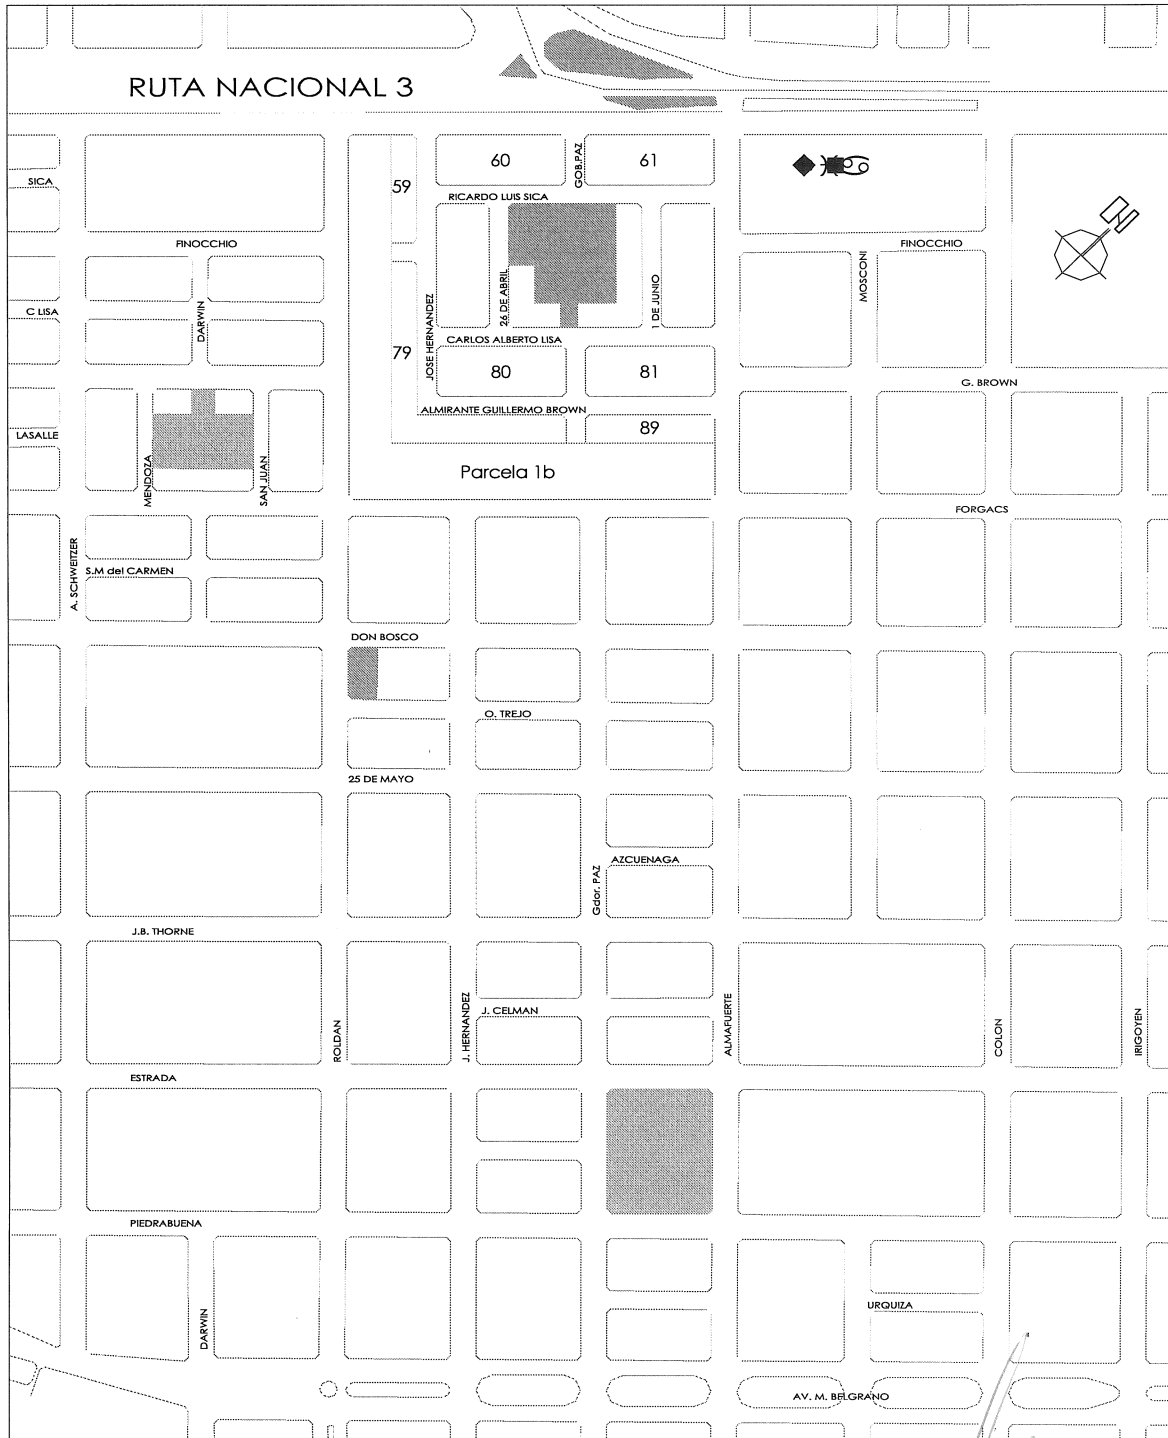 RUTA NACIONAL 3
60
GOB.PAZ
61
SICA
59
RICARDO LUIS SICA
FINOCCHIO
FINOCCHIO
MOSCONI
26 DE ABRIL
1 DE JUNIO
C LISA
DARWIN
JOSE HERNANDEZ
CARLOS ALBERTO LISA
79
80
81
G. BROWN
ALMIRANTE GUILLERMO BROWN
89
LASALLE
MENDOZA
SAN JUAN
Parcela 1b
FORGACS
A. SCHWEITZER
S.M del CARMEN
DON BOSCO
O. TREJO
25 DE MAYO
AZCUENAGA
Gdor. PAZ
J.B. THORNE
J. CELMAN
ROLDAN
J. HERNANDEZ
ALMAFUERTE
COLON
IRIGOYEN
ESTRADA
PIEDRABUENA
URQUIZA
DARWIN
AV. M. BELGRANO
N